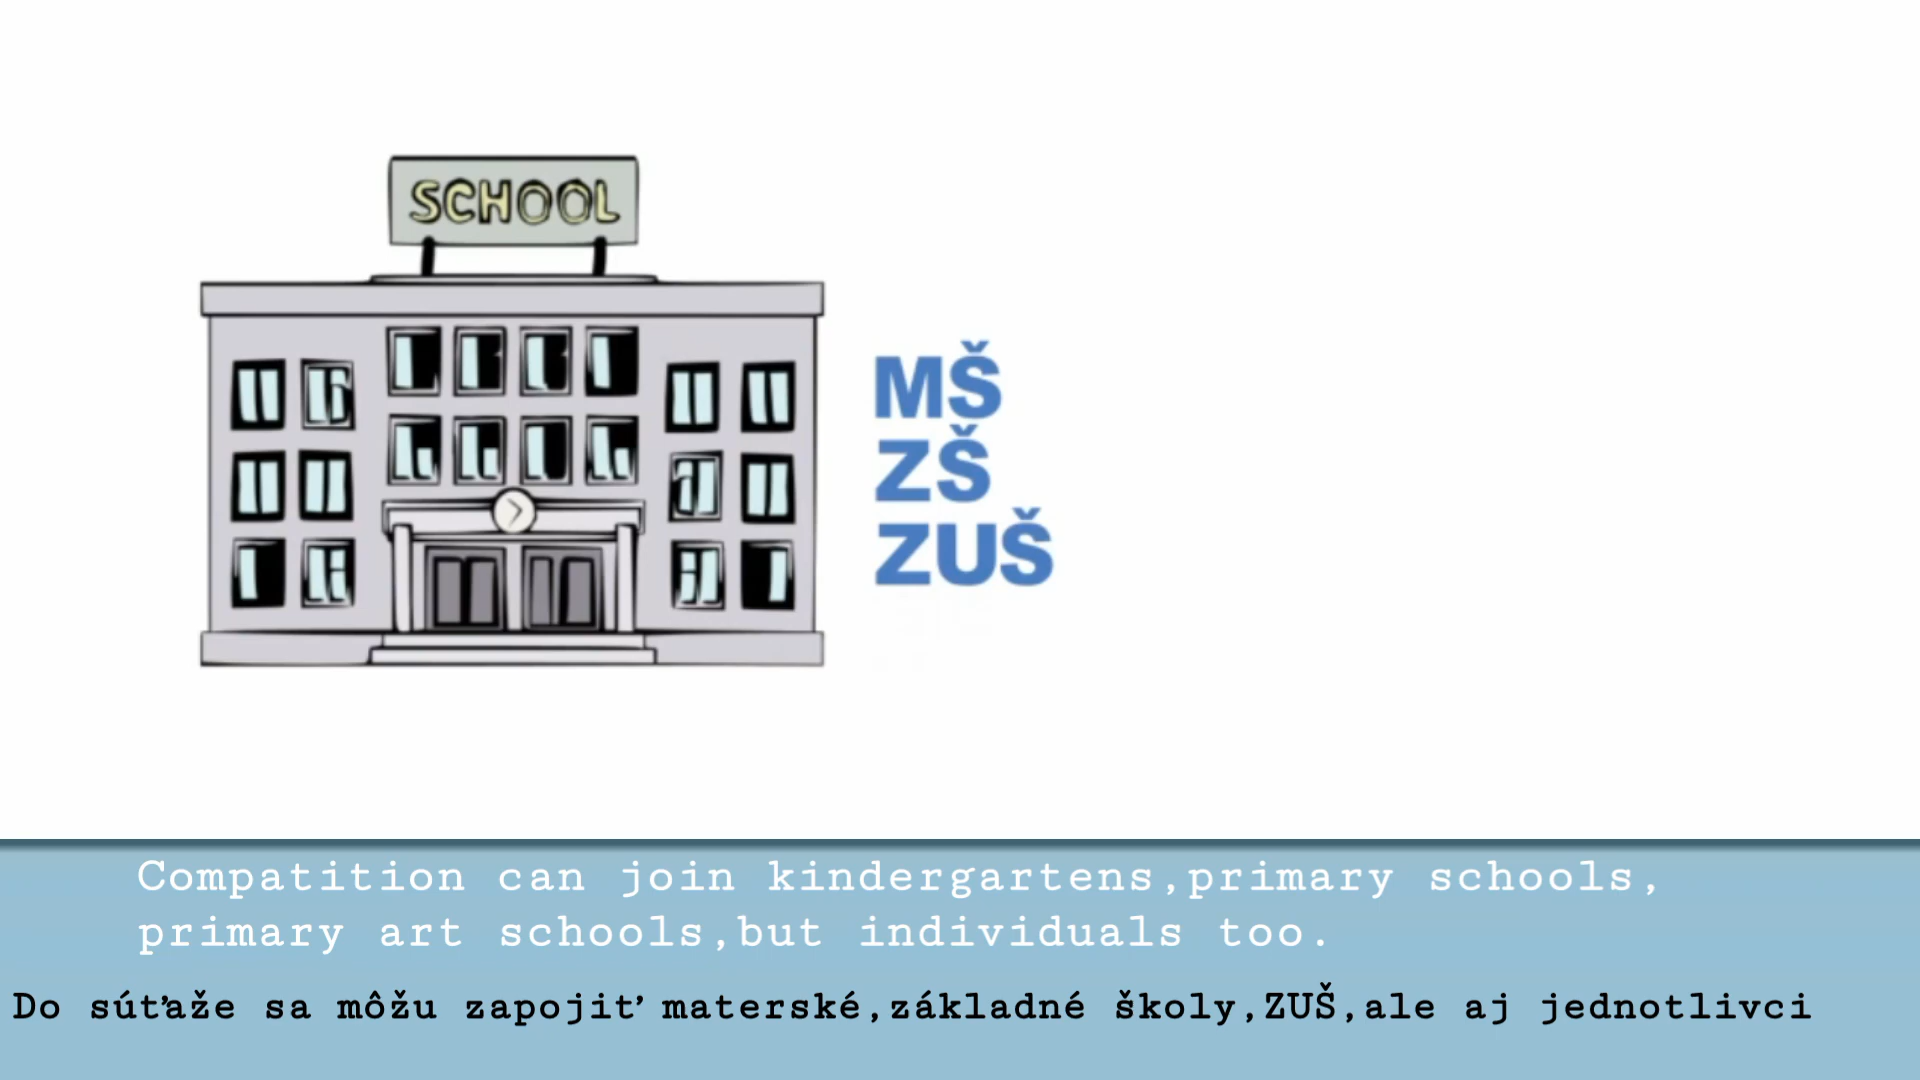 SCHOOL
MŠ
ZŠ
ZUŠ
Compatition can join kindergartens,primary schools,
primary art schools,but individuals too.
Do súťaže sa môžu zapojiť materské,základné školy,ZUŠ,ale aj jednotlivci